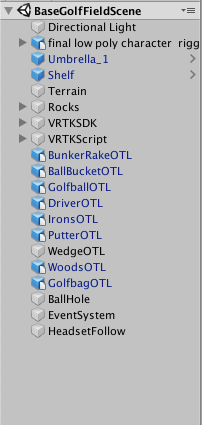 BaseGolfFieldScene
Directional Light
final low poly character rigg
Umbrella_1
Shelf
Terrain
Rocks
VRTKSDK
VRTKScript
BunkerRakeOTL
BallBucketOTL
GolfballOTL
DriverOTL
IronsOTL
PutterOTL
WedgeOTL
WoodsOTL
GolfbagOTL
BallHole
EventSystem
HeadsetFollow